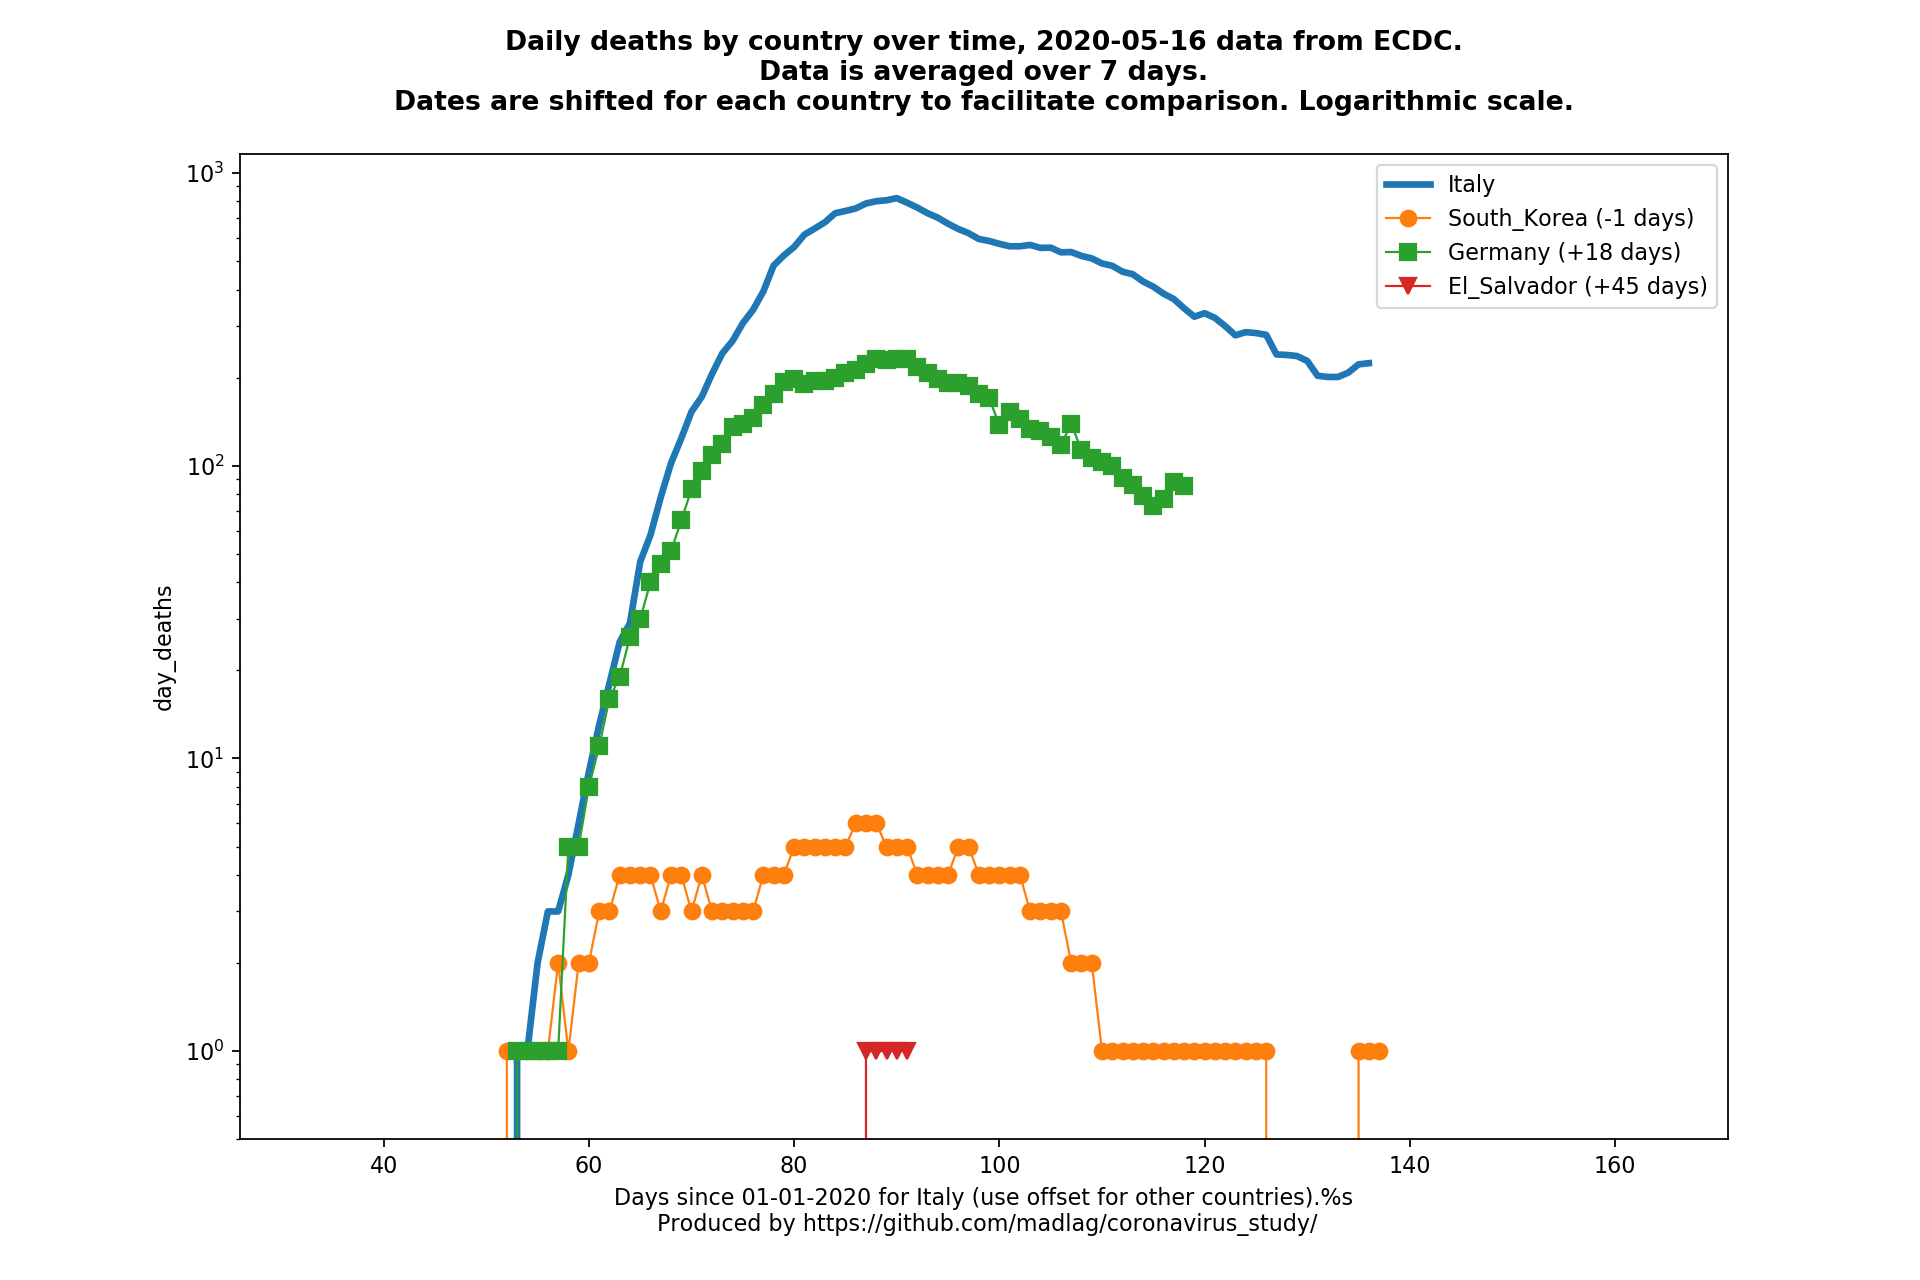 Daily deaths by country over time, 2020-05-16 data from ECDC.
Data is averaged over 7 days.
Dates are shifted for each country to facilitate comparison. Logarithmic scale.
10³
10²
10¹
10⁰
day_deaths
Italy
South_Korea (-1 days)
Germany (+18 days)
El_Salvador (+45 days)
40 60 80 100 120 140 160
Days since 01-01-2020 for Italy (use offset for other countries).%s
Produced by https://github.com/madlag/coronavirus_study/